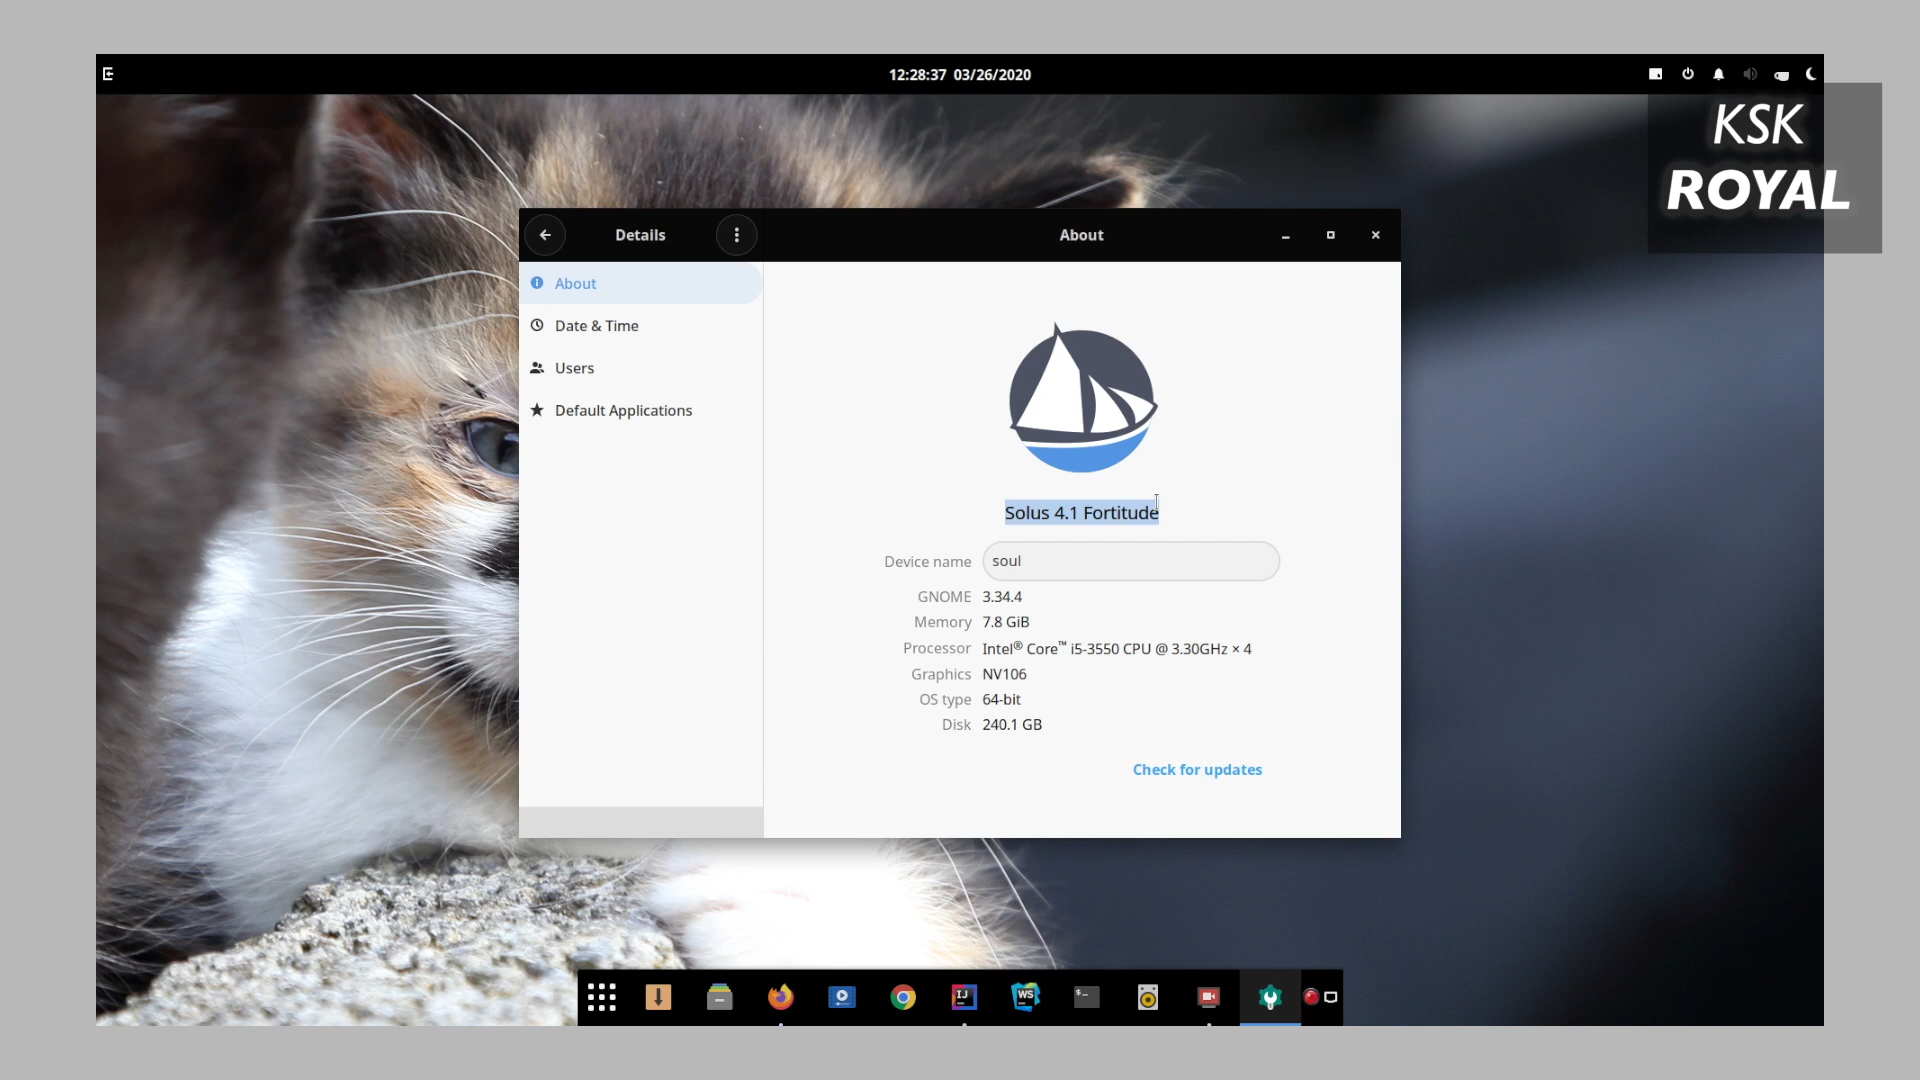 12:28:37 03/26/2020
KSK
ROYAL
Details
About
About
Date & Time
Users
Default Applications
Solus 4.1 Fortitude
Device name soul
GNOME 3.34.4
Memory 7.8 GiB
Processor Intel® Core™ i5-3550 CPU @ 3.30GHz × 4
Graphics NV106
OS type 64-bit
Disk 240.1 GB
Check for updates
IJ
WS
$-